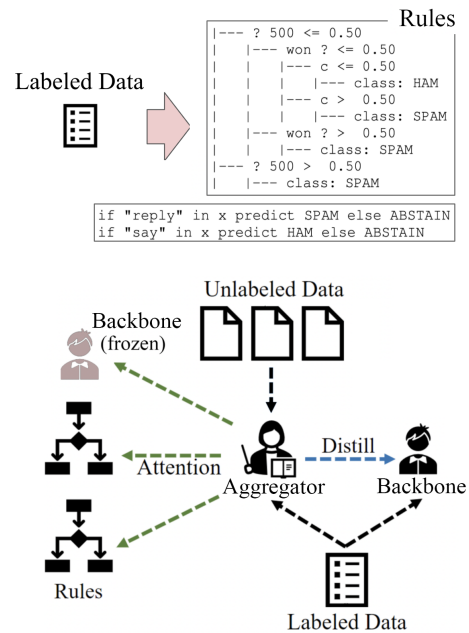 Rules
Labeled Data
|--- ? 500 <= 0.50
|   |--- won ? <= 0.50
|   |   |--- c <= 0.50
|   |   |   |--- class: HAM
|   |   |--- c >  0.50
|   |   |   |--- class: SPAM
|   |--- won ? >  0.50
|   |   |--- class: SPAM
|--- ? 500 >  0.50
|   |--- class: SPAM
if "reply" in x predict SPAM else ABSTAIN
if "say" in x predict HAM else ABSTAIN
Unlabeled Data
Backbone
(frozen)
Attention
Distill
Aggregator
Backbone
Rules
Labeled Data